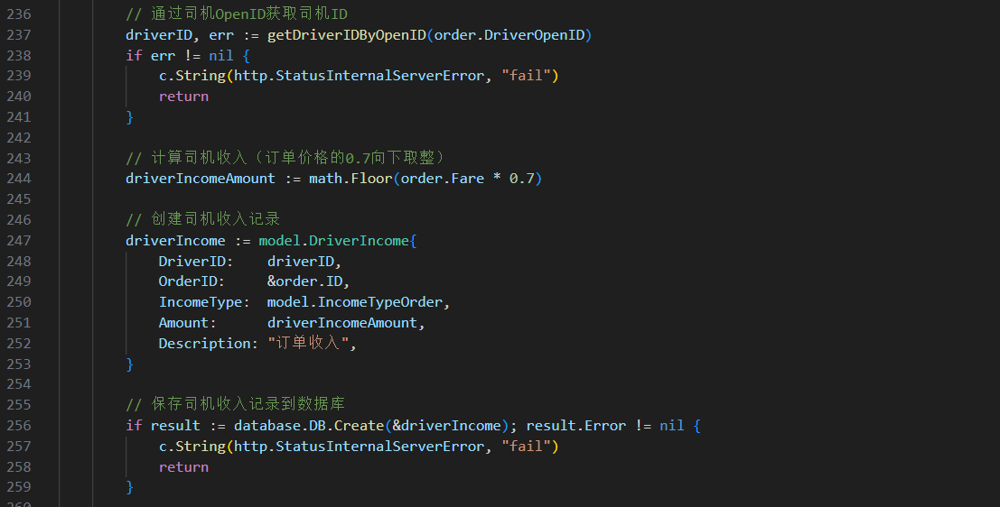 236 // 通过司机OpenID获取司机ID
237 driverID, err := getDriverIDByOpenID(order.DriverOpenID)
238 if err != nil {
239 c.String(http.StatusInternalServerError, "fail")
240 return
241 }
242
243 // 计算司机收入（订单价格的0.7向下取整）
244 driverIncomeAmount := math.Floor(order.Fare * 0.7)
245
246 // 创建司机收入记录
247 driverIncome := model.DriverIncome{
248 DriverID: driverID,
249 OrderID: &order.ID,
250 IncomeType: model.IncomeTypeOrder,
251 Amount: driverIncomeAmount,
252 Description: "订单收入",
253 }
254
255 // 保存司机收入记录到数据库
256 if result := database.DB.Create(&driverIncome); result.Error != nil {
257 c.String(http.StatusInternalServerError, "fail")
258 return
259 }